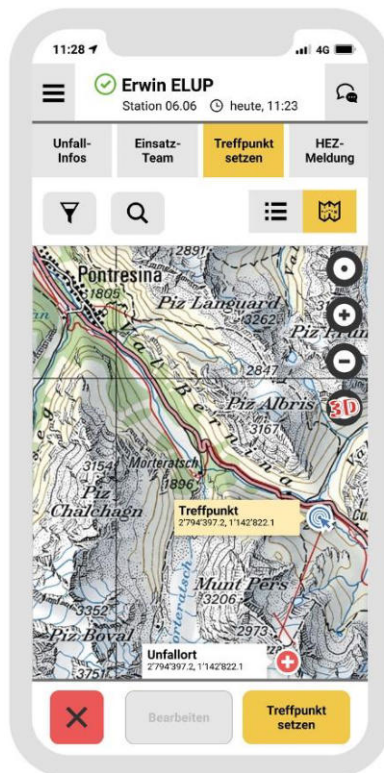 11:28
4G
Erwin ELUP
Station 06.06 heute, 11:23
Unfall-
Infos
Einsatz-
Team
Treffpunkt
setzen
HEZ-
Meldung
2891
Pontresina
1805
Piz Languard
3262
Val Bernina
2847
Piz Albris
3167
3D
3154
Morteratsch
1896
Piz
Chalchagn
Treffpunkt
2'794'397.2, 1'142'822.1
Munt Pers
3206
3352
2973
Piz Boval
3751
Unfallort
2'794'397.2, 1'142'822.1
Bearbeiten
Treffpunkt
setzen